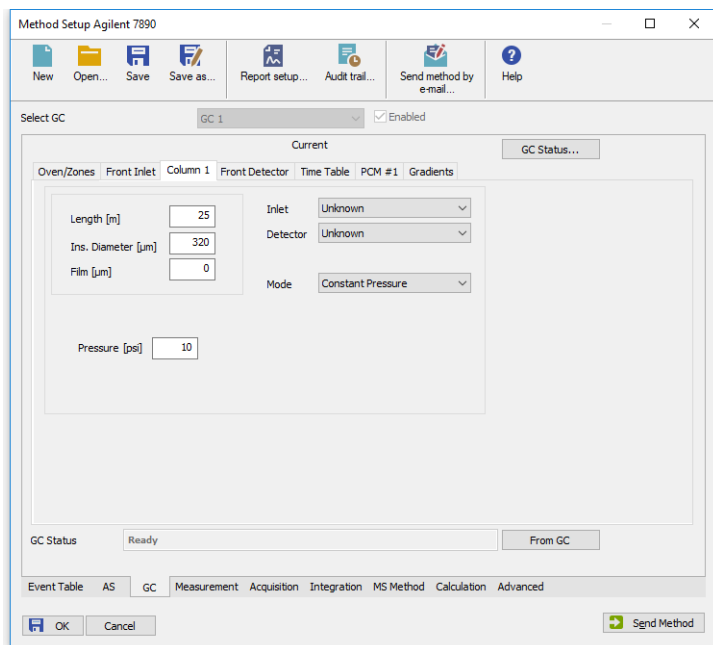 Method Setup Agilent 7890
New Open... Save Save as... Report setup... Audit trail... Send method by e-mail... Help
Select GC GC 1 Enabled
Current
GC Status...
Oven/Zones Front Inlet Column 1 Front Detector Time Table PCM #1 Gradients
Length [m] 25
Ins. Diameter [µm] 320
Film [µm] 0
Inlet Unknown
Detector Unknown
Mode Constant Pressure
Pressure [psi] 10
GC Status Ready From GC
Event Table AS GC Measurement Acquisition Integration MS Method Calculation Advanced
OK Cancel Send Method